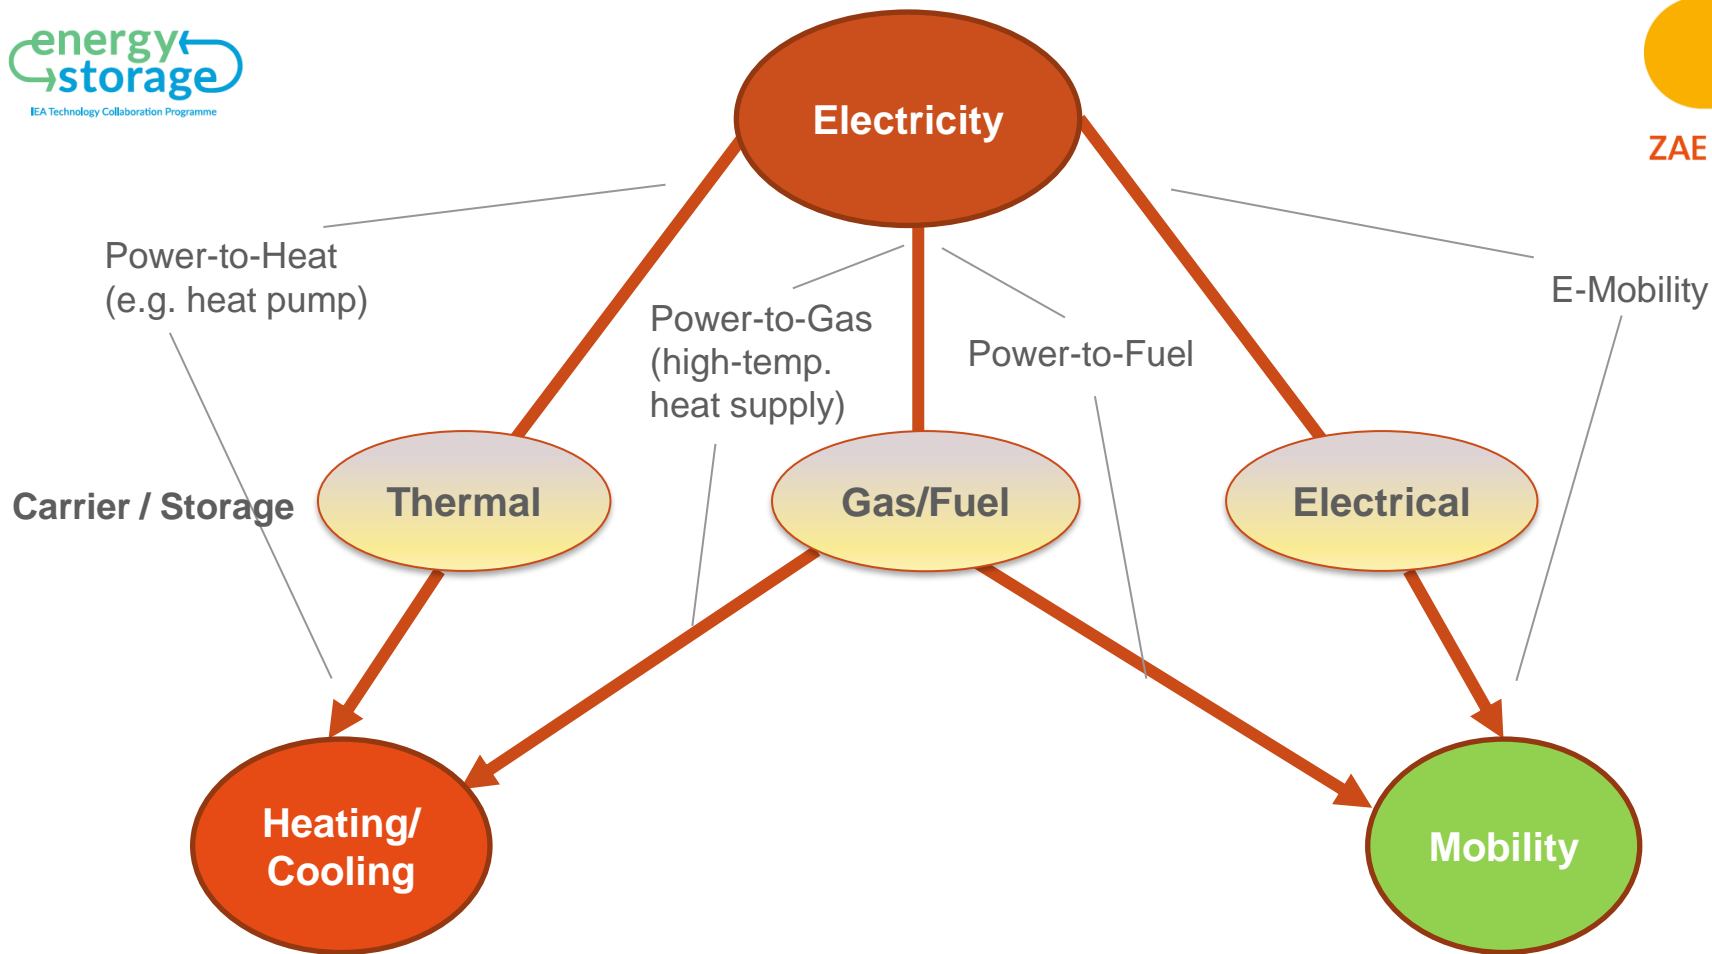 energy
storage
IEA Technology Collaboration Programme
Electricity
ZAE
Power-to-Heat
(e.g. heat pump)
E-Mobility
Power-to-Gas
(high-temp.
heat supply)
Power-to-Fuel
Carrier / Storage
Thermal
Gas/Fuel
Electrical
Heating/
Cooling
Mobility